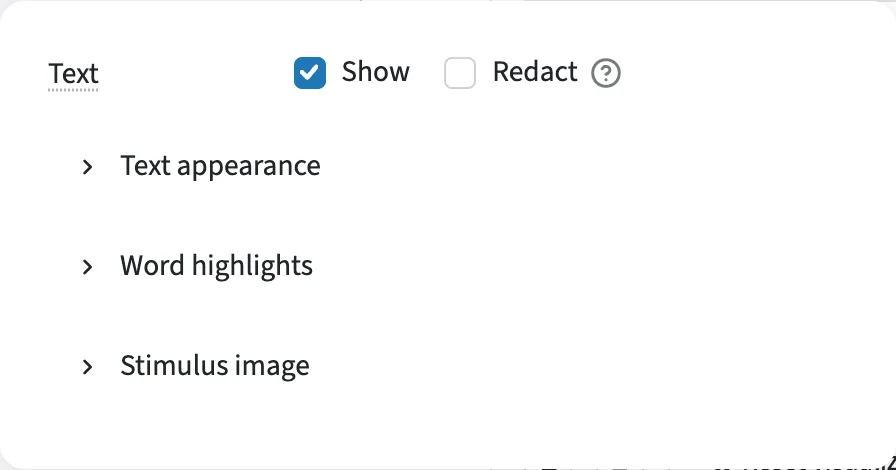 Text Show Redact ?
Text appearance
Word highlights
Stimulus image